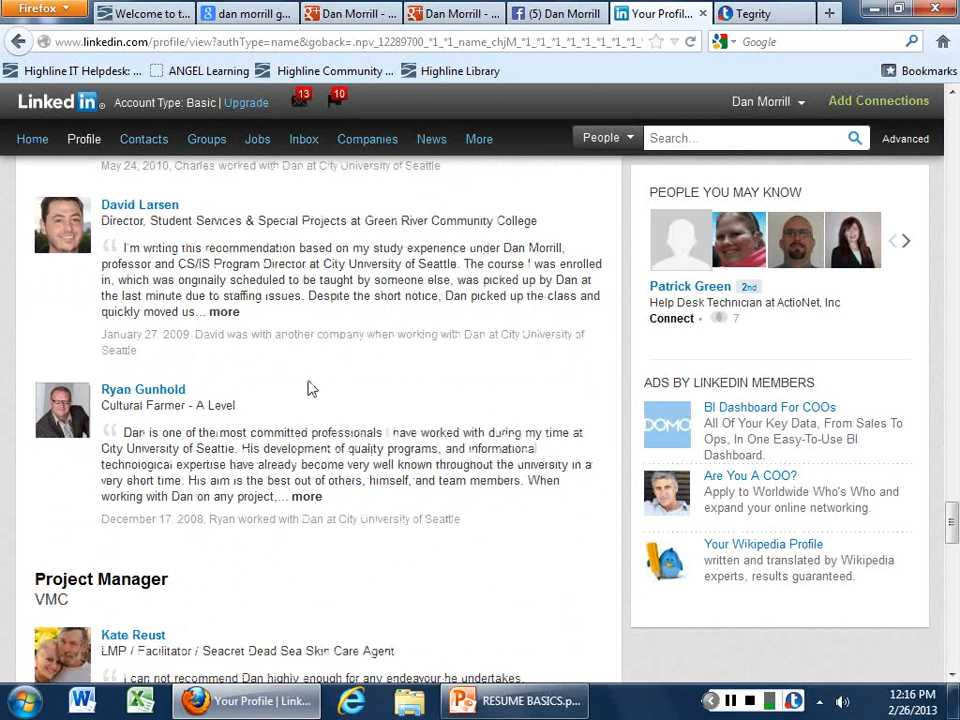 Firefox
Welcome to t...
dan morrill g...
Dan Morrill - ...
Dan Morrill - ...
(5) Dan Morrill
Your Profil...
Tegrity
www.linkedin.com/profile/view?authType=name&goback=.npv_12289700_*1_*1_name_chjM_*1_*1_*1_*1_*1_*1_*1_
Google
Highline IT Helpdesk: ...
ANGEL Learning
Highline Community ...
Highline Library
Bookmarks
Linked in
Account Type: Basic | Upgrade
13
10
Dan Morrill
Add Connections
Home
Profile
Contacts
Groups
Jobs
Inbox
Companies
News
More
People
Search...
Advanced
May 24, 2010, Charles worked with Dan at City University of Seattle
David Larsen
Director, Student Services & Special Projects at Green River Community College
“ I'm writing this recommendation based on my study experience under Dan Morrill,
professor and CS/IS Program Director at City University of Seattle. The course I was enrolled
in, which was originally scheduled to be taught by someone else, was picked up by Dan at
the last minute due to staffing issues. Despite the short notice, Dan picked up the class and
quickly moved us... more
January 27, 2009, David was with another company when working with Dan at City University of
Seattle
Ryan Gunhold
Cultural Farmer - A Level
“ Dan is one of the most committed professionals I have worked with during my time at
City University of Seattle. His development of quality programs, and informational
technological expertise have already become very well known throughout the university in a
very short time. His aim is the best out of others, himself, and team members. When
working with Dan on any project,... more
December 17, 2008, Ryan worked with Dan at City University of Seattle
Project Manager
VMC
Kate Reust
LMP / Facilitator / Seacret Dead Sea Skin Care Agent
“ I can not recommend Dan highly enough for any endeavour he undertakes.
PEOPLE YOU MAY KNOW
Patrick Green 2nd
Help Desk Technician at ActioNet, Inc
Connect • 7
ADS BY LINKEDIN MEMBERS
DOMO
BI Dashboard For COOs
All Of Your Key Data, From Sales To
Ops, In One Easy-To-Use BI
Dashboard.
Are You A COO?
Apply to Worldwide Who's Who and
expand your online networking.
Your Wikipedia Profile
written and translated by Wikipedia
experts, results guaranteed.
Your Profile | Link...
RESUME BASICS.p...
12:16 PM
2/26/2013